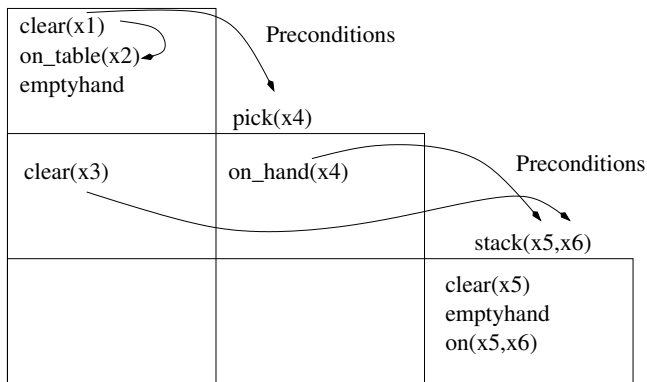 clear(x1)
on_table(x2)
emptyhand
Preconditions
pick(x4)
clear(x3)
on_hand(x4)
Preconditions
stack(x5,x6)
clear(x5)
emptyhand
on(x5,x6)